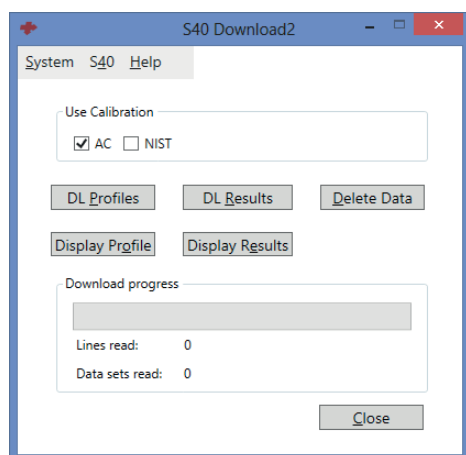 S40 Download2
System S40 Help
Use Calibration
AC NIST
DL Profiles DL Results Delete Data
Display Profile Display Results
Download progress
Lines read: 0
Data sets read: 0
Close